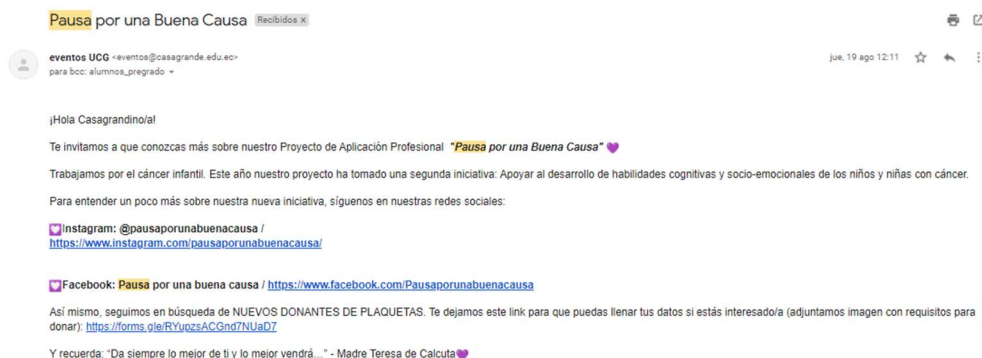 Pausa por una Buena Causa Recibidos x
eventos UCG <eventos@casagrande.edu.ec> jue, 19 ago 12:11
para bcc: alumnos_pregrado
¡Hola Casagrandino/a!
Te invitamos a que conozcas más sobre nuestro Proyecto de Aplicación Profesional "Pausa por una Buena Causa" 💜
Trabajamos por el cáncer infantil. Este año nuestro proyecto ha tomado una segunda iniciativa: Apoyar al desarrollo de habilidades cognitivas y socio-emocionales de los niños y niñas con cáncer.
Para entender un poco más sobre nuestra nueva iniciativa, síguenos en nuestras redes sociales:
💟Instagram: @pausaporunabuenacausa /
https://www.instagram.com/pausaporunabuenacausa/
💟Facebook: Pausa por una buena causa / https://www.facebook.com/Pausaporunabuenacausa
Así mismo, seguimos en búsqueda de NUEVOS DONANTES DE PLAQUETAS. Te dejamos este link para que puedas llenar tus datos si estás interesado/a (adjuntamos imagen con requisitos para
donar): https://forms.gle/RYupzsACGnd7NUaD7
Y recuerda: "Da siempre lo mejor de ti y lo mejor vendrá..." - Madre Teresa de Calcuta💜